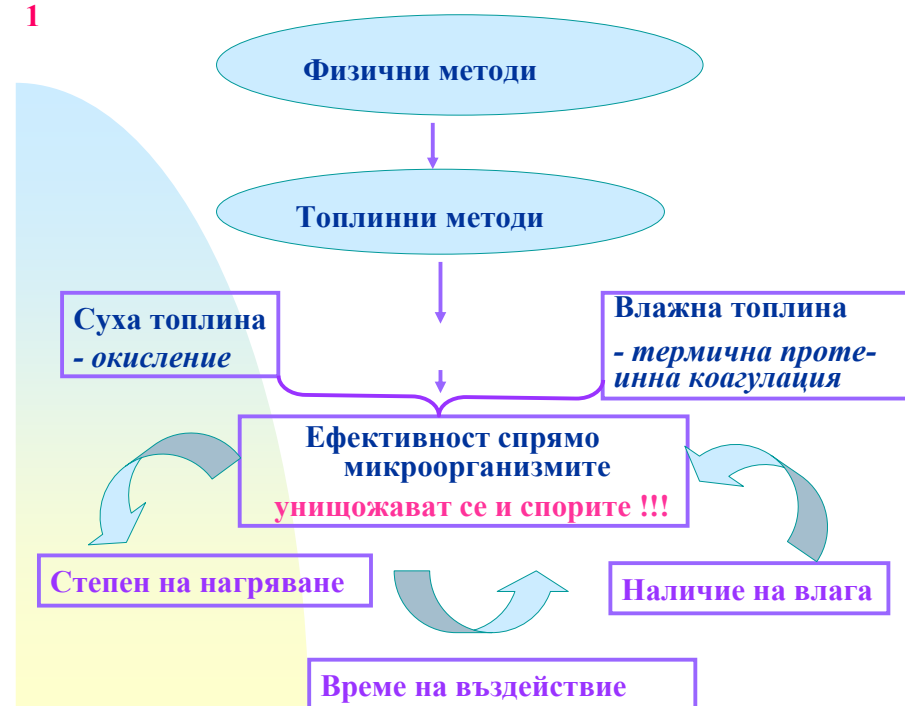 1
Физични методи
Топлинни методи
Суха топлина
- окисление
Влажна топлина
- термична проте-
инна коагулация
Ефективност спрямо
микроорганизмите
унищожават се и спорите !!!
Степен на нагряване
Наличие на влага
Време на въздействие